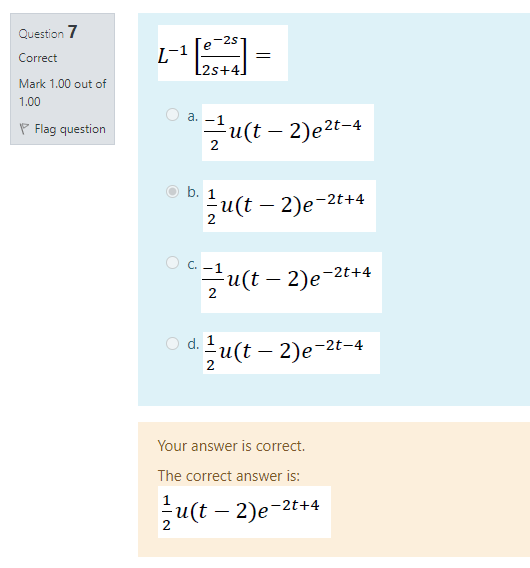 Question 7
Correct
Mark 1.00 out of
1.00
Flag question
L⁻¹ [e^(−2s) / (2s+4)] =
a. (−1/2) u(t − 2)e^(2t−4)
b. (1/2) u(t − 2)e^(−2t+4)
c. (−1/2) u(t − 2)e^(−2t+4)
d. (1/2) u(t − 2)e^(−2t−4)
Your answer is correct.
The correct answer is:
(1/2) u(t − 2)e^(−2t+4)